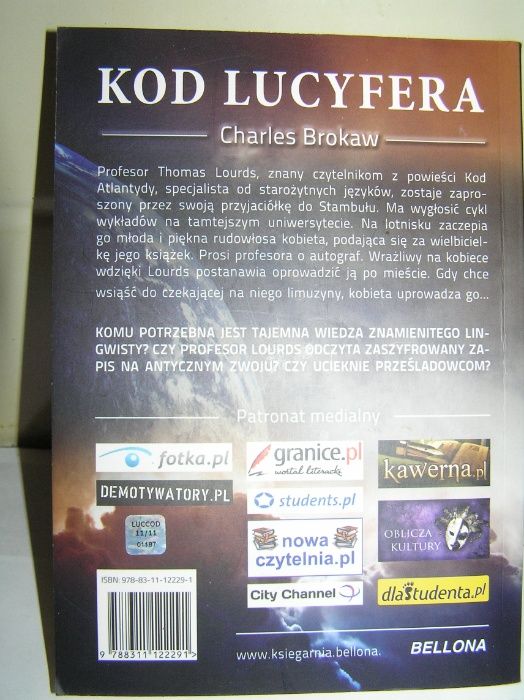 KOD LUCYFERA
Charles Brokaw
Profesor Thomas Lourds, znany czytelnikom z powieści Kod
Atlantydy, specjalista od starożytnych języków, zostaje zapro-
szony przez swoją przyjaciółkę do Stambułu. Ma wygłosić cykl
wykładów na tamtejszym uniwersytecie. Na lotnisku zaczepia
go młoda i piękna rudowłosa kobieta, podająca się za wielbiciel-
kę jego książek. Prosi profesora o autograf. Wrażliwy na kobiece
wdzięki Lourds postanawia oprowadzić ją po mieście. Gdy chce
wsiąść do czekającej na niego limuzyny, kobieta uprowadza go...
KOMU POTRZEBNA JEST TAJEMNA WIEDZA ZNAMIENITEGO LIN-
GWISTY? CZY PROFESOR LOURDS ODCZYTA ZASZYFROWANY ZA-
PIS NA ANTYCZNYM ZWOJU? CZY UCIEKNIE PRZEŚLADOWCOM?
Patronat medialny
fotka.pl
granice.pl
wortal literacki
kawerna.pl
DEMOTYWATORY.PL
students.pl
OBLICZA
KULTURY
LUCCOD
11/11
01187
nowa
czytelnia.pl
City Channel
dlaStudenta.pl
ISBN: 978-83-11-12229-1
9 788311 122291
www.ksiegarnia.bellona.
BELLONA